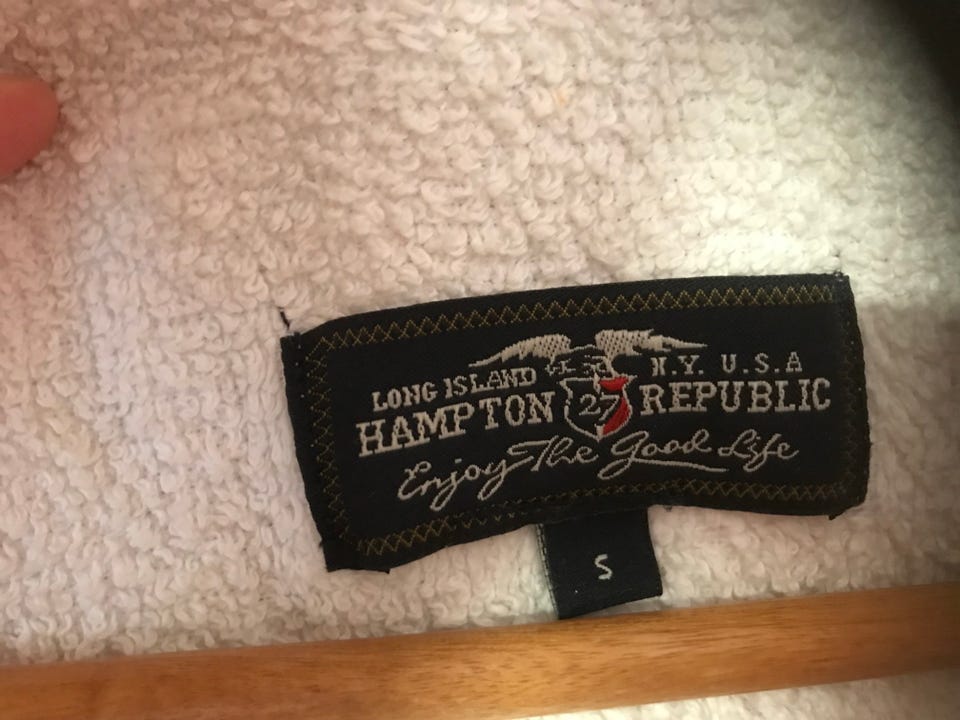 LONG ISLAND N.Y. U.S.A
HAMPTON 27 REPUBLIC
Enjoy The Good Life
S